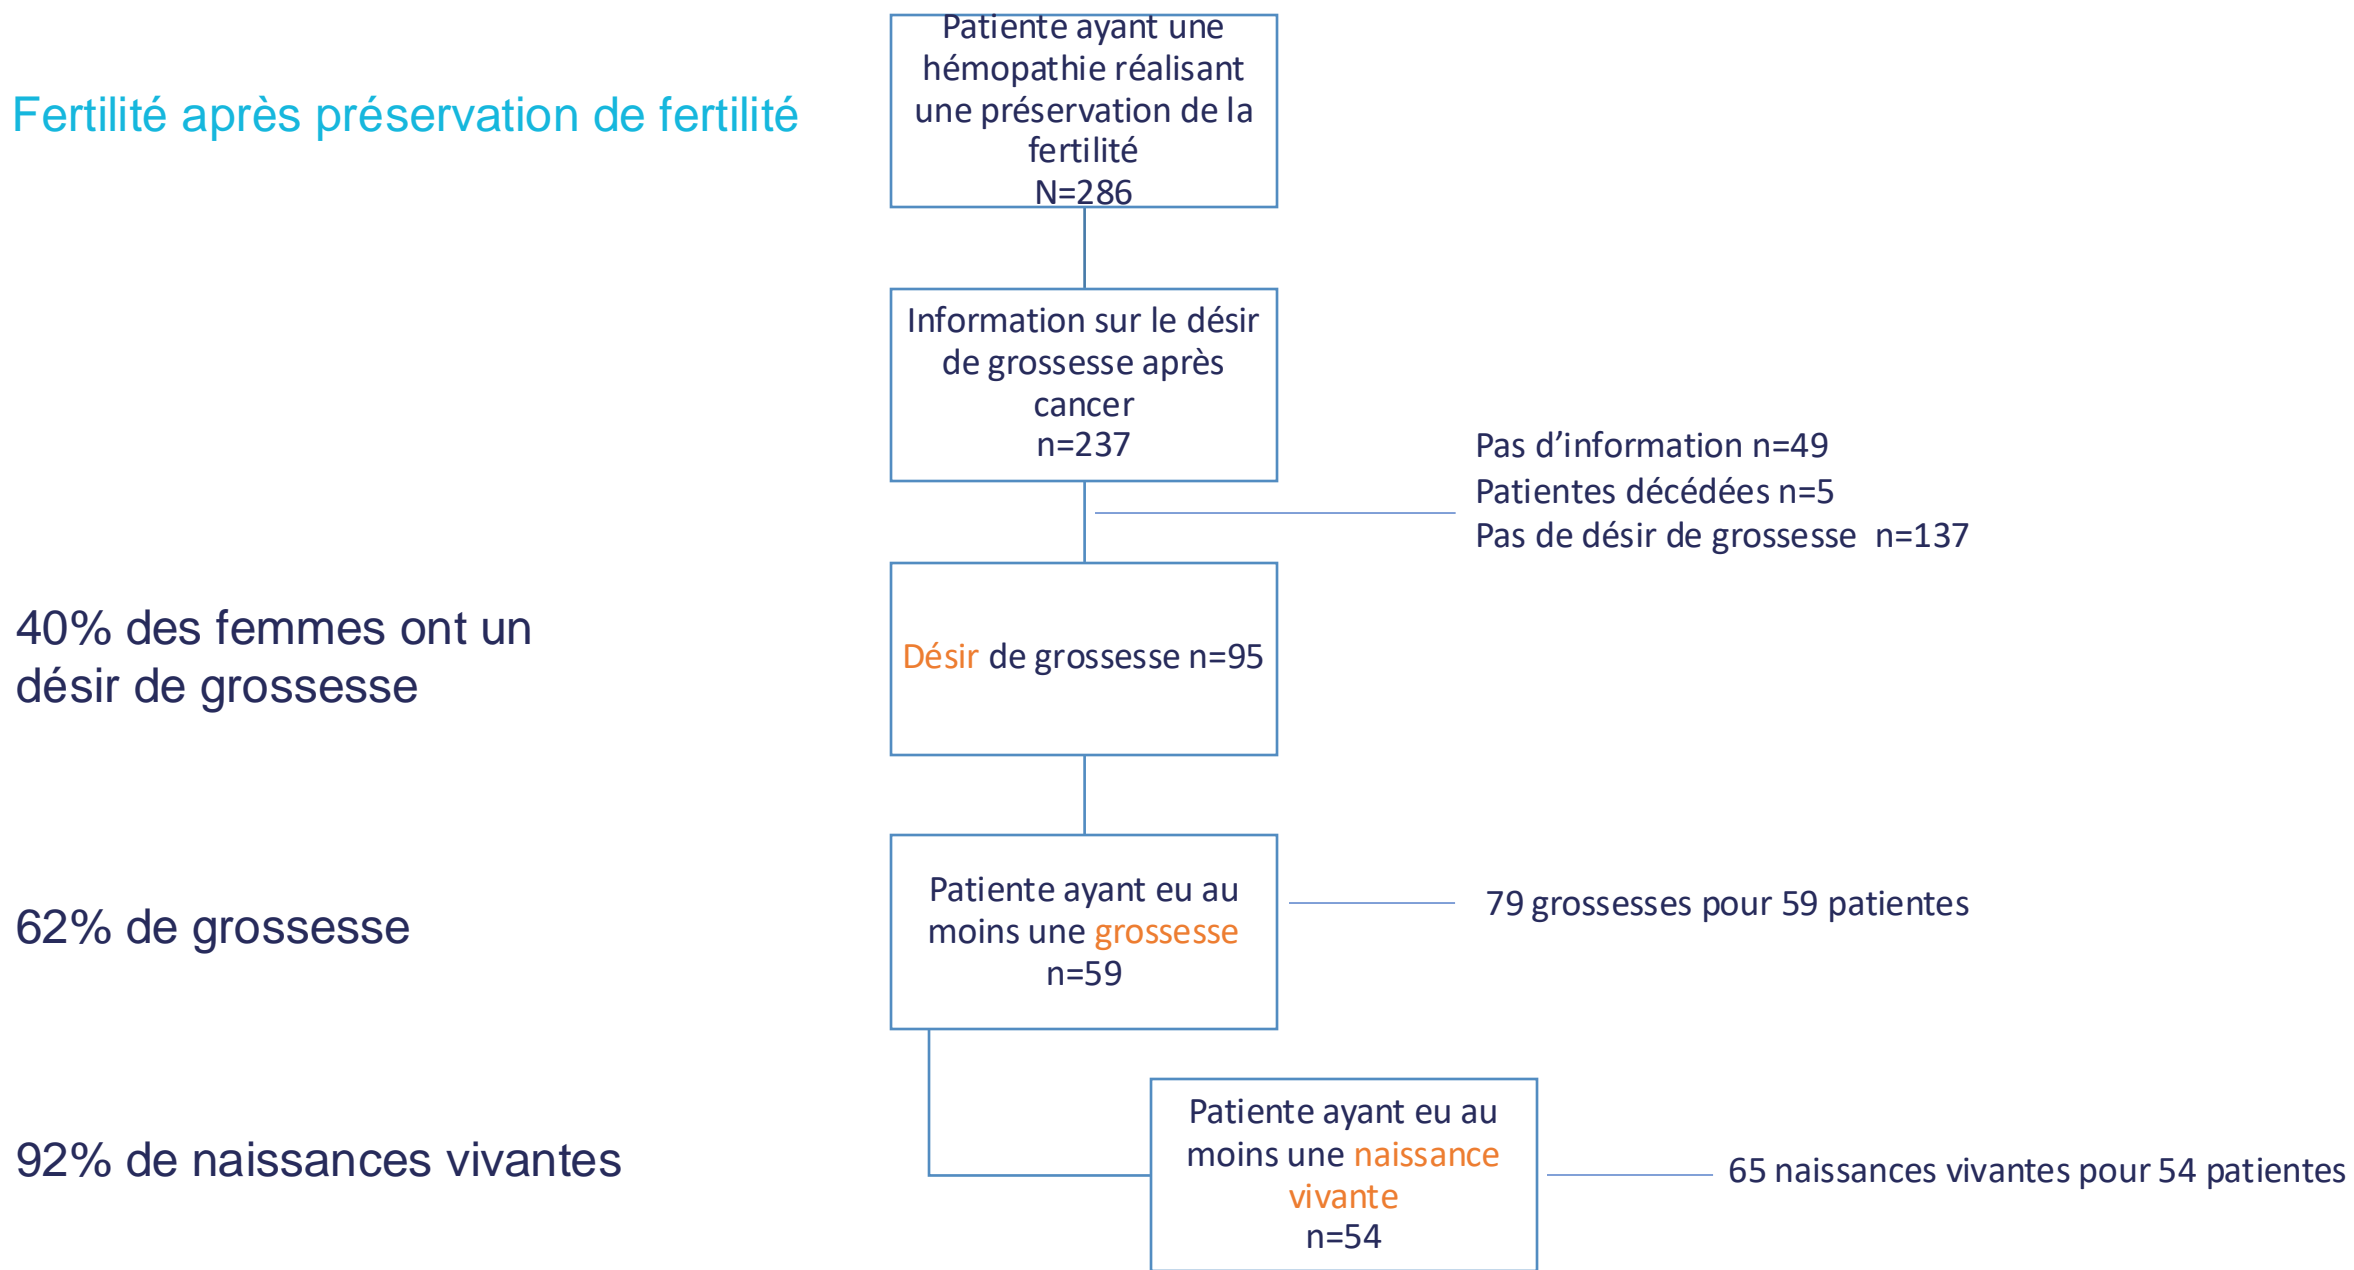 Fertilité après préservation de fertilité
Patiente ayant une
hémopathie réalisant
une préservation de la
fertilité
N=286
Information sur le désir
de grossesse après
cancer
n=237
Pas d’information n=49
Patientes décédées n=5
Pas de désir de grossesse n=137
40% des femmes ont un
désir de grossesse
Désir de grossesse n=95
62% de grossesse
Patiente ayant eu au
moins une grossesse
n=59
79 grossesses pour 59 patientes
92% de naissances vivantes
Patiente ayant eu au
moins une naissance
vivante
n=54
65 naissances vivantes pour 54 patientes